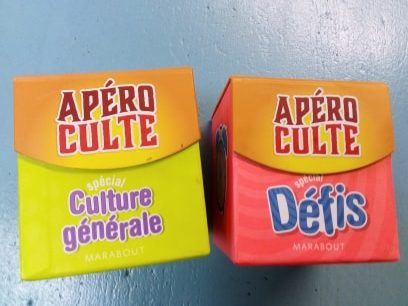 APÉRO
CULTE
spécial
Culture
générale
MARABOUT
APÉRO
CULTE
spécial
Défis
MARABOUT